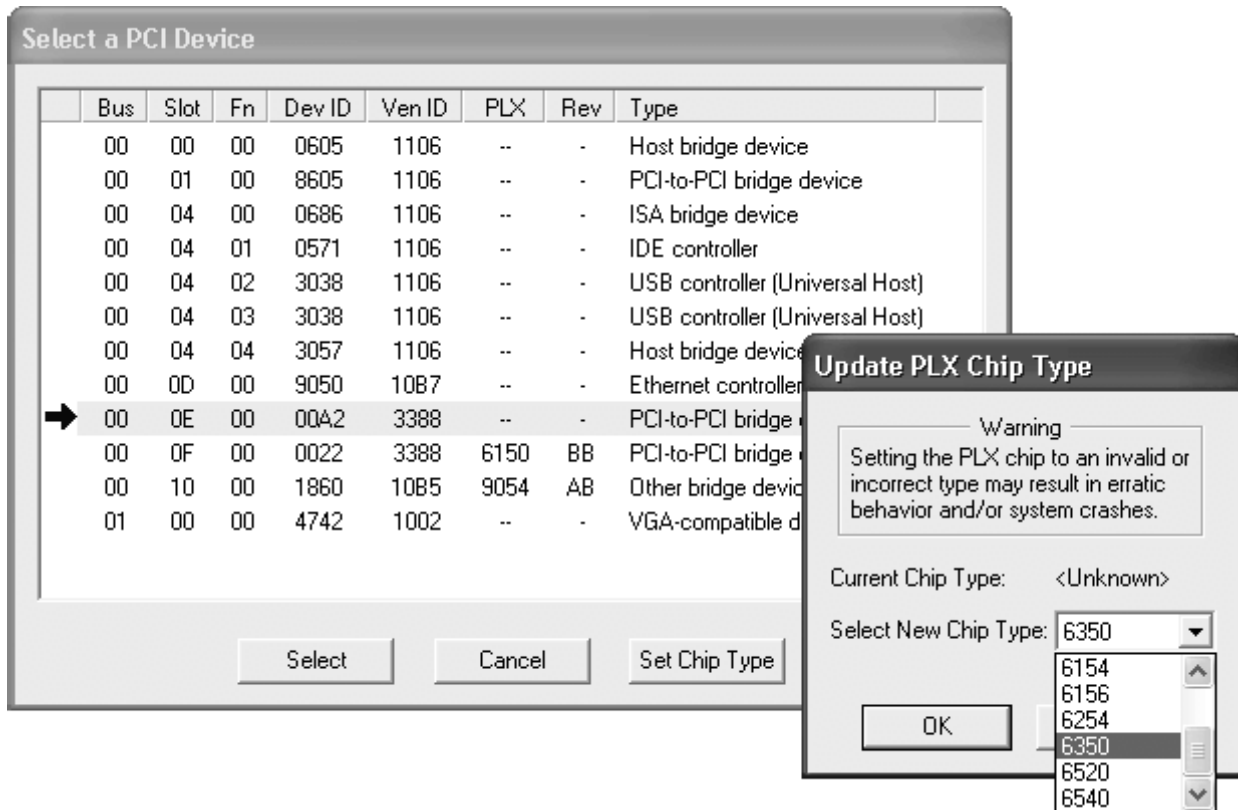 Select a PCI Device
Bus Slot Fn Dev ID Ven ID PLX Rev Type
00 00 00 0605 1106 -- - Host bridge device
00 01 00 8605 1106 -- - PCI-to-PCI bridge device
00 04 00 0686 1106 -- - ISA bridge device
00 04 01 0571 1106 -- - IDE controller
00 04 02 3038 1106 -- - USB controller (Universal Host)
00 04 03 3038 1106 -- - USB controller (Universal Host)
00 04 04 3057 1106 -- - Host bridge device
00 0D 00 9050 10B7 -- - Ethernet controller
00 0E 00 00A2 3388 -- - PCI-to-PCI bridge
00 0F 00 0022 3388 6150 BB PCI-to-PCI bridge
00 10 00 1860 10B5 9054 AB Other bridge devic
01 00 00 4742 1002 -- - VGA-compatible d
Select Cancel Set Chip Type
Update PLX Chip Type
Warning
Setting the PLX chip to an invalid or
incorrect type may result in erratic
behavior and/or system crashes.
Current Chip Type: <Unknown>
Select New Chip Type: 6350
6154
6156
6254
6350
6520
6540
OK